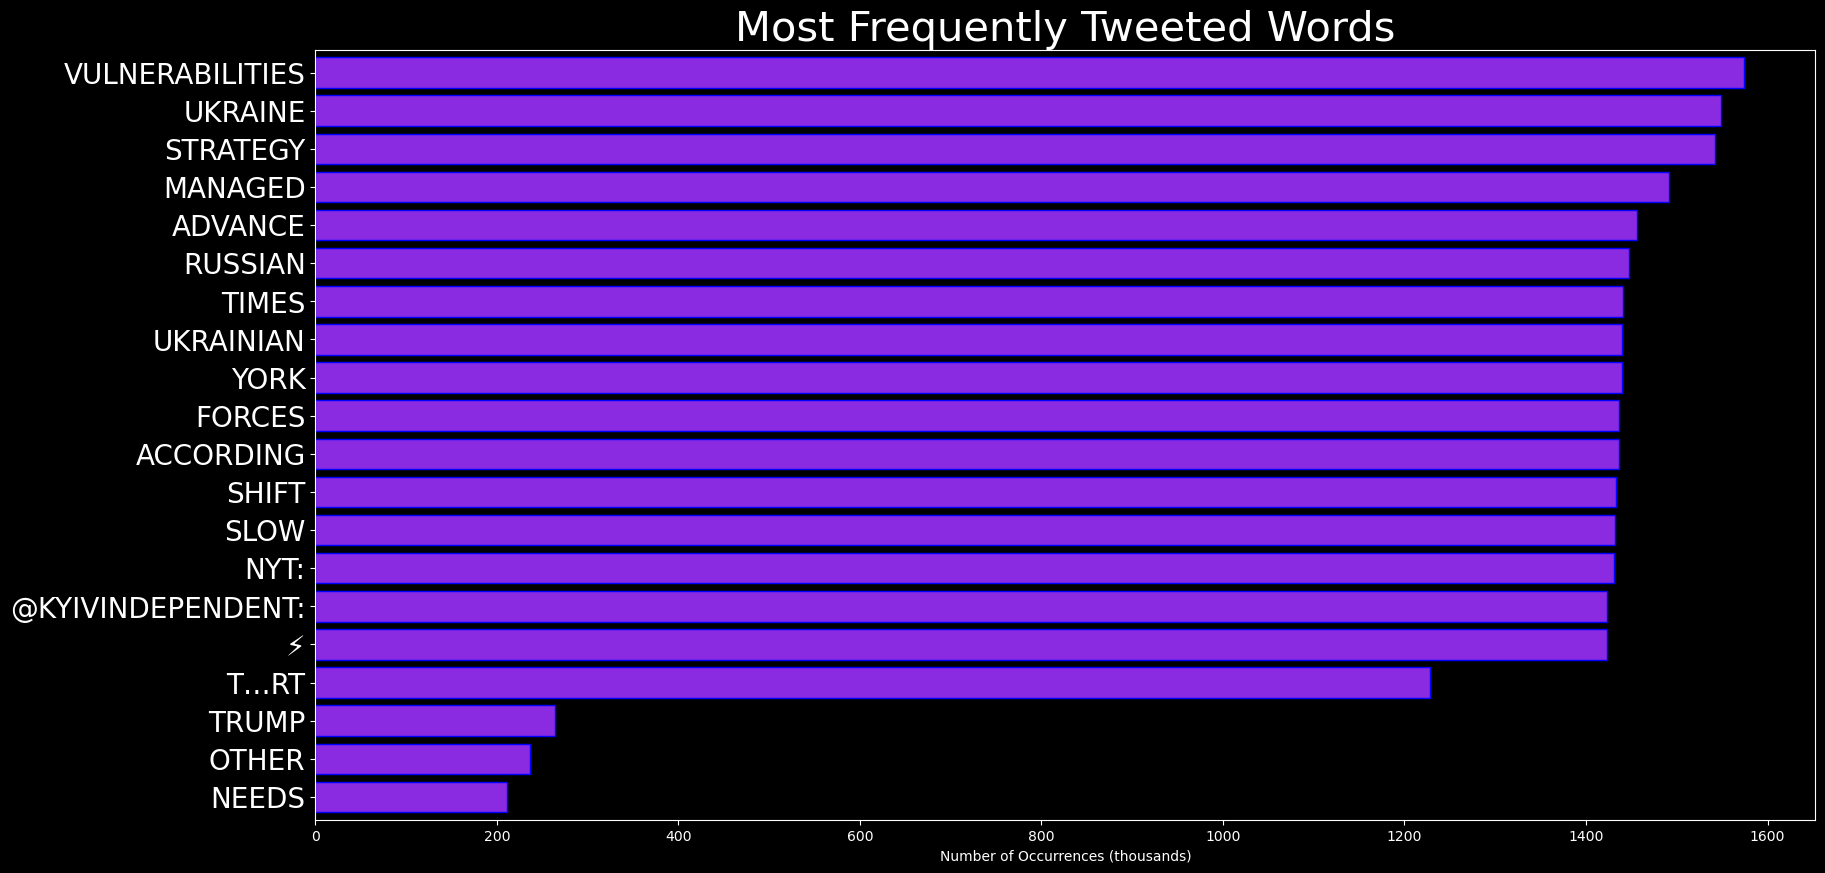 Most Frequently Tweeted Words
VULNERABILITIES
UKRAINE
STRATEGY
MANAGED
ADVANCE
RUSSIAN
TIMES
UKRAINIAN
YORK
FORCES
ACCORDING
SHIFT
SLOW
NYT:
@KYIVINDEPENDENT:
⚡
T...RT
TRUMP
OTHER
NEEDS
0 200 400 600 800 1000 1200 1400 1600
Number of Occurrences (thousands)